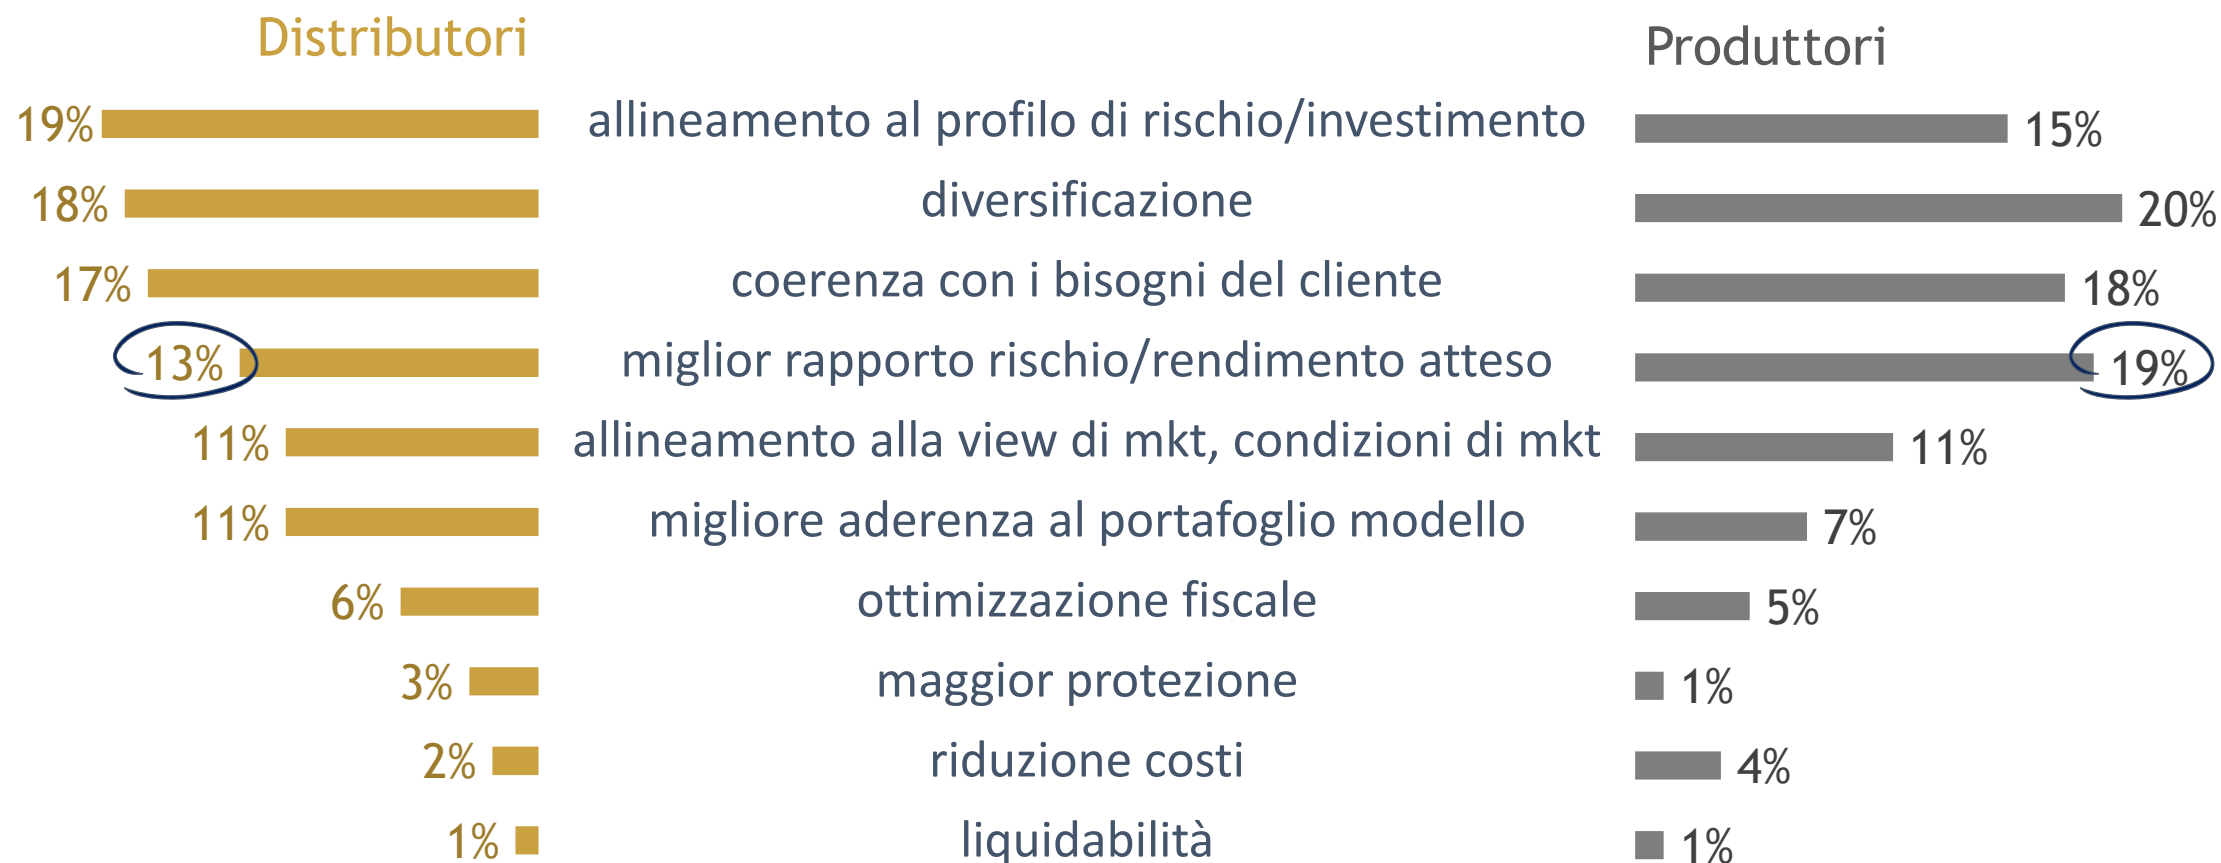 Distributori Produttori
19% allineamento al profilo di rischio/investimento 15%
18% diversificazione 20%
17% coerenza con i bisogni del cliente 18%
13% miglior rapporto rischio/rendimento atteso 19%
11% allineamento alla view di mkt, condizioni di mkt 11%
11% migliore aderenza al portafoglio modello 7%
6% ottimizzazione fiscale 5%
3% maggior protezione 1%
2% riduzione costi 4%
1% liquidabilità 1%